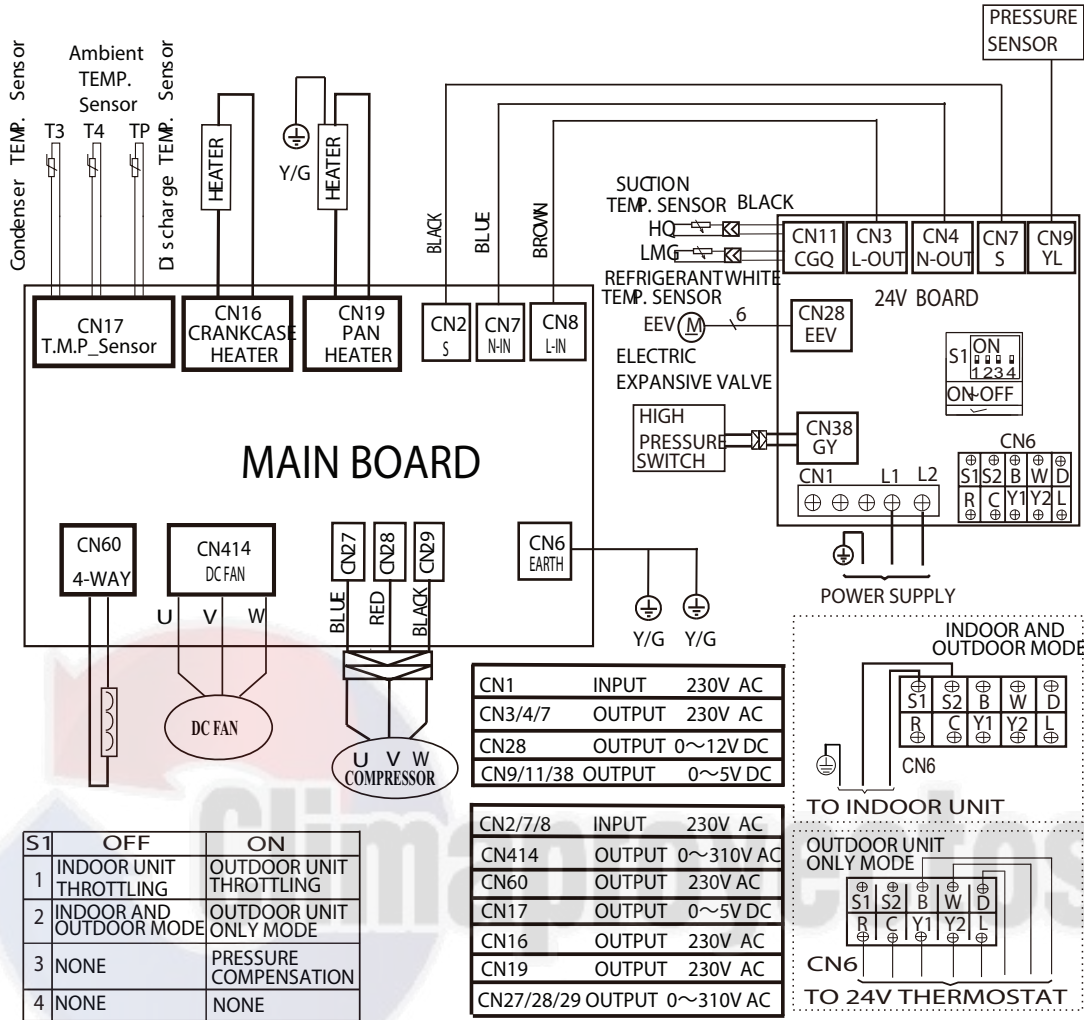 PRESSURE
SENSOR
Condenser TEMP. Sensor
Ambient
TEMP.
Sensor
Discharge TEMP. Sensor
T3 T4 TP
HEATER
Y/G
HEATER
BLACK
BLUE
BROWN
SUCTION
TEMP. SENSOR BLACK
HQ
LMG
REFRIGERANT WHITE
TEMP. SENSOR
EEV M 6
ELECTRIC
EXPANSIVE VALVE
HIGH
PRESSURE
SWITCH
CN11
CGQ
CN3
L-OUT
CN4
N-OUT
CN7
S
CN9
YL
24V BOARD
CN28
EEV
S1 ON
1234
ON OFF
CN38
GY
CN6
S1 S2 B W D
R C Y1 Y2 L
CN1 L1 L2
POWER SUPPLY
CN17
T.M.P_Sensor
CN16
CRANKCASE
HEATER
CN19
PAN
HEATER
CN2
S
CN7
N-IN
CN8
L-IN
MAIN BOARD
CN60
4-WAY
CN414
DC FAN
U V W
DC FAN
CN27
CN28
CN29
BLUE
RED
BLACK
U V W
COMPRESSOR
CN6
EARTH
Y/G Y/G
CN1 INPUT 230V AC
CN3/4/7 OUTPUT 230V AC
CN28 OUTPUT 0～12V DC
CN9/11/38 OUTPUT 0～5V DC
CN2/7/8 INPUT 230V AC
CN414 OUTPUT 0～310V AC
CN60 OUTPUT 230V AC
CN17 OUTPUT 0～5V DC
CN16 OUTPUT 230V AC
CN19 OUTPUT 230V AC
CN27/28/29 OUTPUT 0～310V AC
S1 OFF ON
1 INDOOR UNIT THROTTLING OUTDOOR UNIT THROTTLING
2 INDOOR AND OUTDOOR MODE OUTDOOR UNIT ONLY MODE
3 NONE PRESSURE COMPENSATION
4 NONE NONE
INDOOR AND
OUTDOOR MODE
S1 S2 B W D
R C Y1 Y2 L
CN6
TO INDOOR UNIT
OUTDOOR UNIT
ONLY MODE
S1 S2 B W D
R C Y1 Y2 L
CN6
TO 24V THERMOSTAT
Climaproyectos